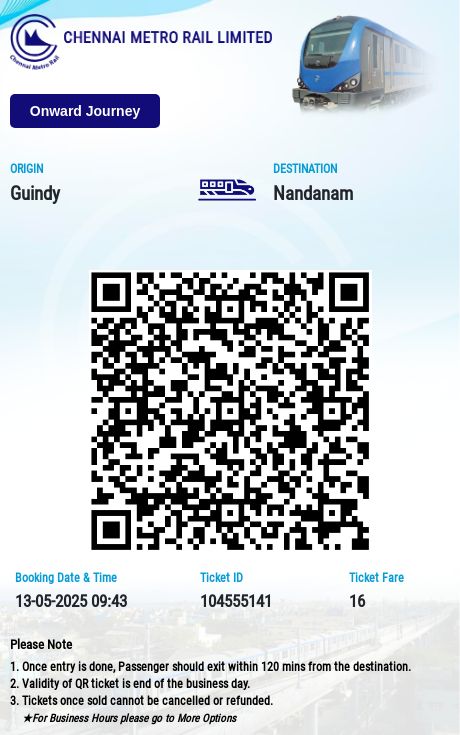 CHENNAI METRO RAIL LIMITED
Chennai Metro Rail
Onward Journey
ORIGIN
DESTINATION
Guindy
Nandanam
Booking Date & Time
Ticket ID
Ticket Fare
13-05-2025 09:43
104555141
16
Please Note
1. Once entry is done, Passenger should exit within 120 mins from the destination.
2. Validity of QR ticket is end of the business day.
3. Tickets once sold cannot be cancelled or refunded.
★For Business Hours please go to More Options